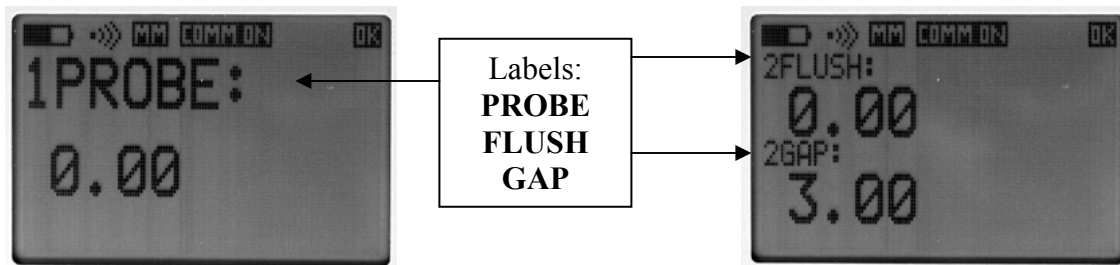 MM COMM ON OK
1PROBE:
0.00
Labels:
PROBE
FLUSH
GAP
MM COMM ON OK
2FLUSH:
0.00
2GAP:
3.00